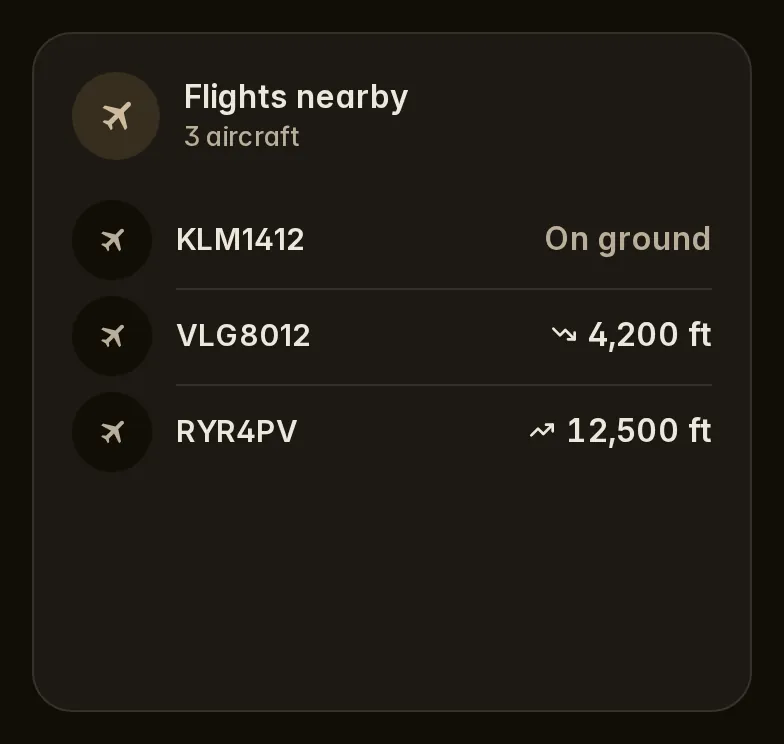 Flights nearby
3 aircraft
KLM1412 On ground
VLG8012 4,200 ft
RYR4PV 12,500 ft